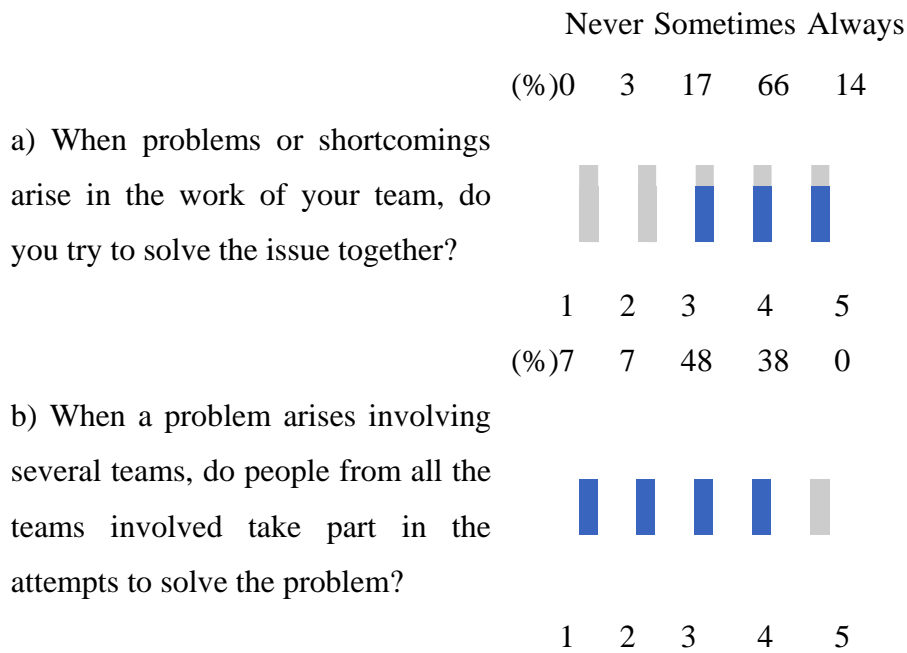 Never Sometimes Always
(%)0 3 17 66 14
a) When problems or shortcomings
arise in the work of your team, do
you try to solve the issue together?
1 2 3 4 5
(%)7 7 48 38 0
b) When a problem arises involving
several teams, do people from all the
teams involved take part in the
attempts to solve the problem?
1 2 3 4 5